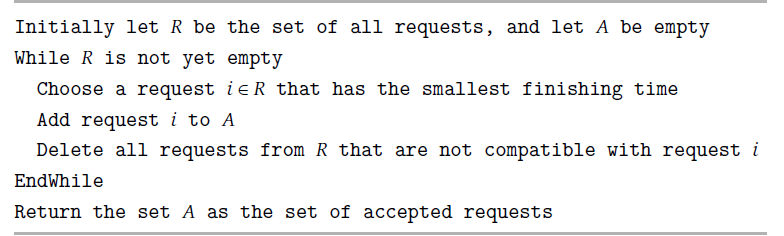 Initially let R be the set of all requests, and let A be empty
While R is not yet empty
Choose a request i ∈ R that has the smallest finishing time
Add request i to A
Delete all requests from R that are not compatible with request i
EndWhile
Return the set A as the set of accepted requests